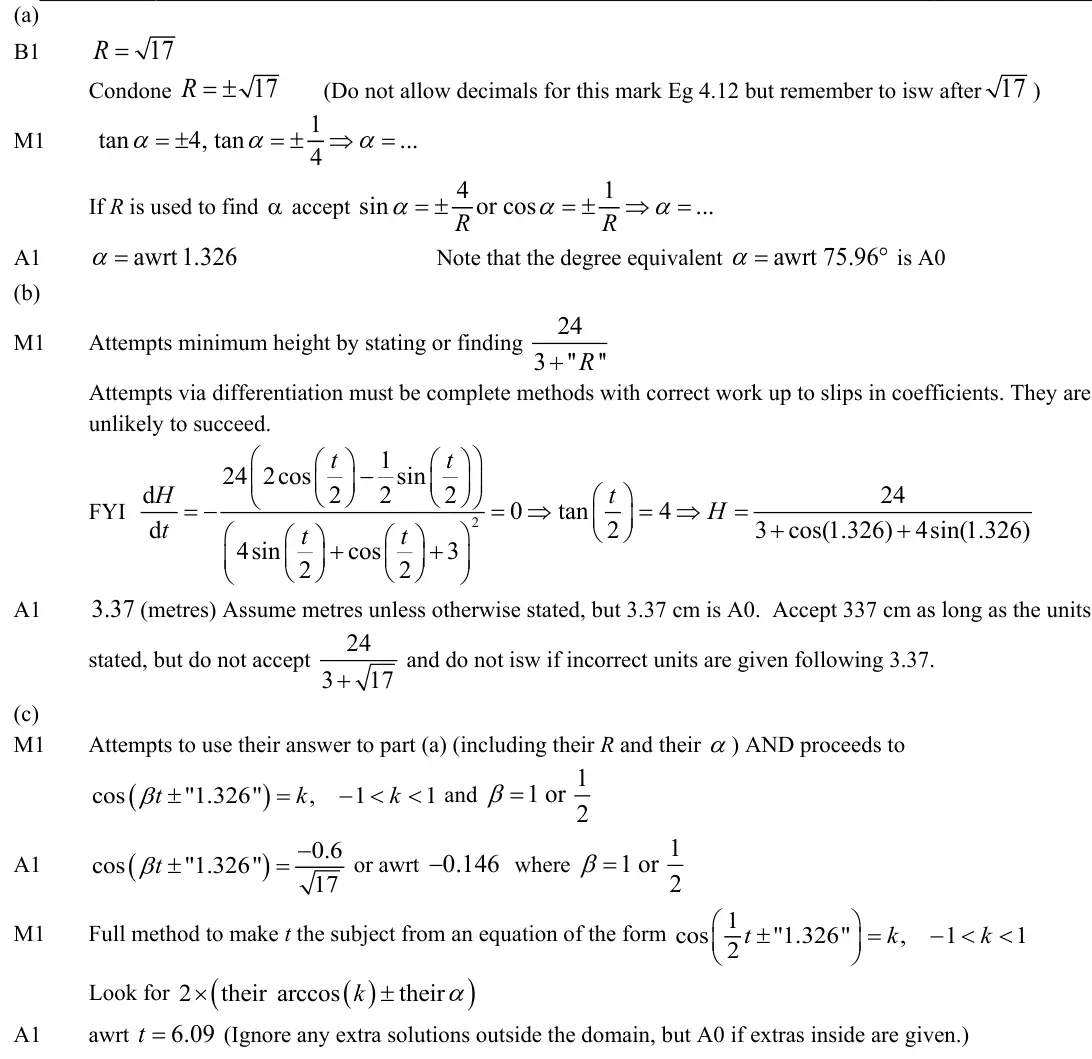 (a)
B1 R = √17
Condone R = ±√17 (Do not allow decimals for this mark Eg 4.12 but remember to isw after √17 )
M1 tan α = ±4, tan α = ±1/4 ⇒ α = ...
If R is used to find α accept sin α = ±4/R or cos α = ±1/R ⇒ α = ...
A1 α = awrt 1.326 Note that the degree equivalent α = awrt 75.96° is A0
(b)
M1 Attempts minimum height by stating or finding 24/(3 + "R")
Attempts via differentiation must be complete methods with correct work up to slips in coefficients. They are
unlikely to succeed.
FYI dH/dt = −24(2cos(t/2) − 1/2 sin(t/2))/(4sin(t/2) + cos(t/2) + 3)² = 0 ⇒ tan(t/2) = 4 ⇒ H = 24/(3 + cos(1.326) + 4sin(1.326))
A1 3.37 (metres) Assume metres unless otherwise stated, but 3.37 cm is A0. Accept 337 cm as long as the units
stated, but do not accept 24/(3 + √17) and do not isw if incorrect units are given following 3.37.
(c)
M1 Attempts to use their answer to part (a) (including their R and their α ) AND proceeds to
cos(βt ± "1.326") = k, −1 < k < 1 and β = 1 or 1/2
A1 cos(βt ± "1.326") = −0.6/√17 or awrt −0.146 where β = 1 or 1/2
M1 Full method to make t the subject from an equation of the form cos(1/2 t ± "1.326") = k, −1 < k < 1
Look for 2×(their arccos(k) ± their α)
A1 awrt t = 6.09 (Ignore any extra solutions outside the domain, but A0 if extras inside are given.)